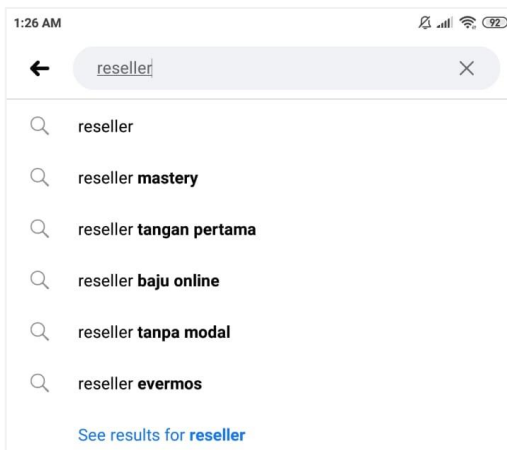 1:26 AM 92
reseller
reseller
reseller mastery
reseller tangan pertama
reseller baju online
reseller tanpa modal
reseller evermos
See results for reseller